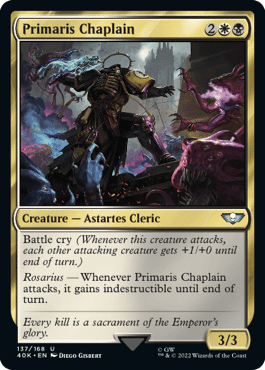 Primaris Chaplain 2
Creature — Astartes Cleric
Battle cry (Whenever this creature attacks,
each other attacking creature gets +1/+0 until
end of turn.)
Rosarius — Whenever Primaris Chaplain
attacks, it gains indestructible until end of
turn.
Every kill is a sacrament of the Emperor's
glory.
3/3
137/168 U
40K • EN DIEGO GISBERT
© GW
™ & © 2022 Wizards of the Coast